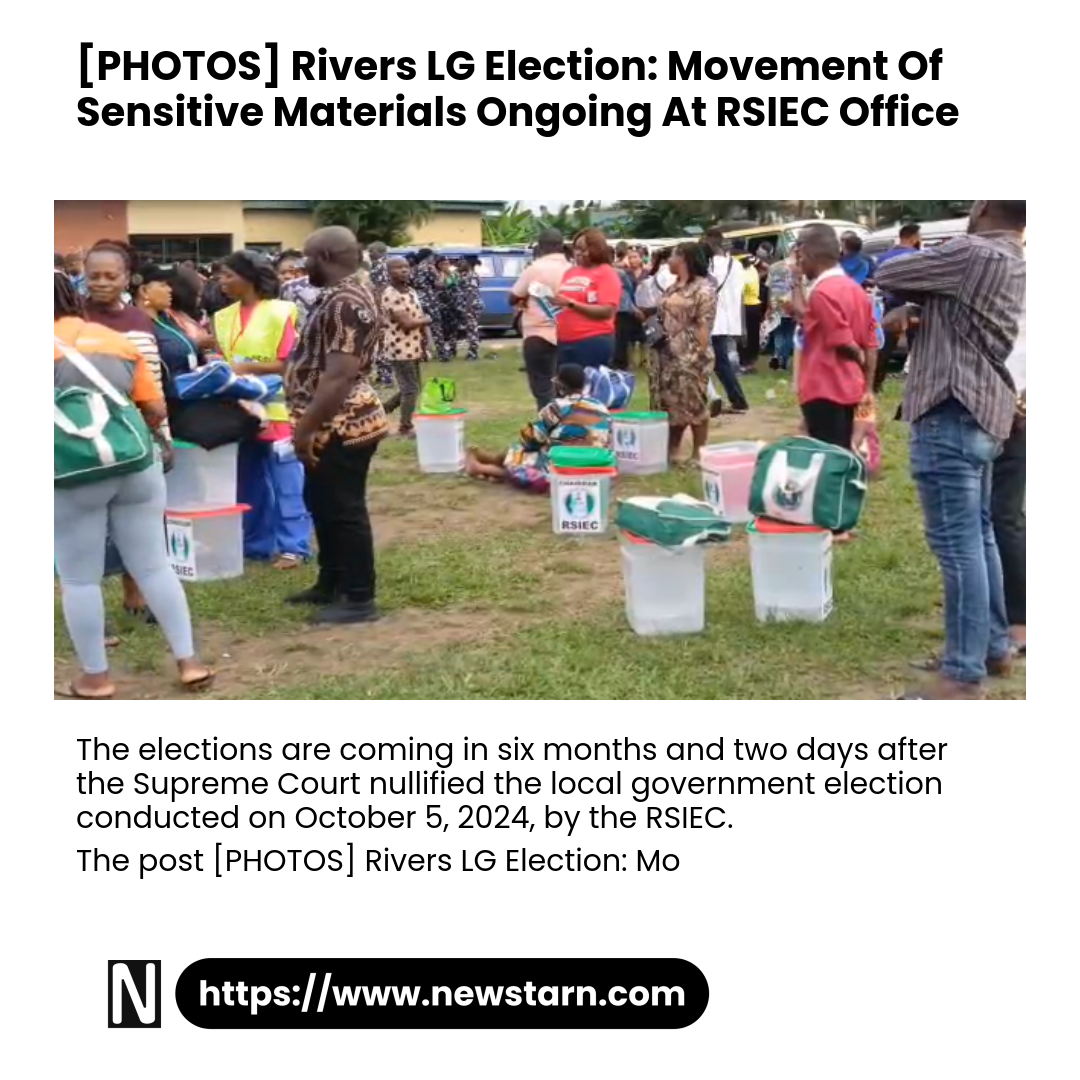 [PHOTOS] Rivers LG Election: Movement Of
Sensitive Materials Ongoing At RSIEC Office
CHAIRMAN
RSIEC
RSIEC
The elections are coming in six months and two days after
the Supreme Court nullified the local government election
conducted on October 5, 2024, by the RSIEC.
The post [PHOTOS] Rivers LG Election: Mo
N
https://www.newstarn.com